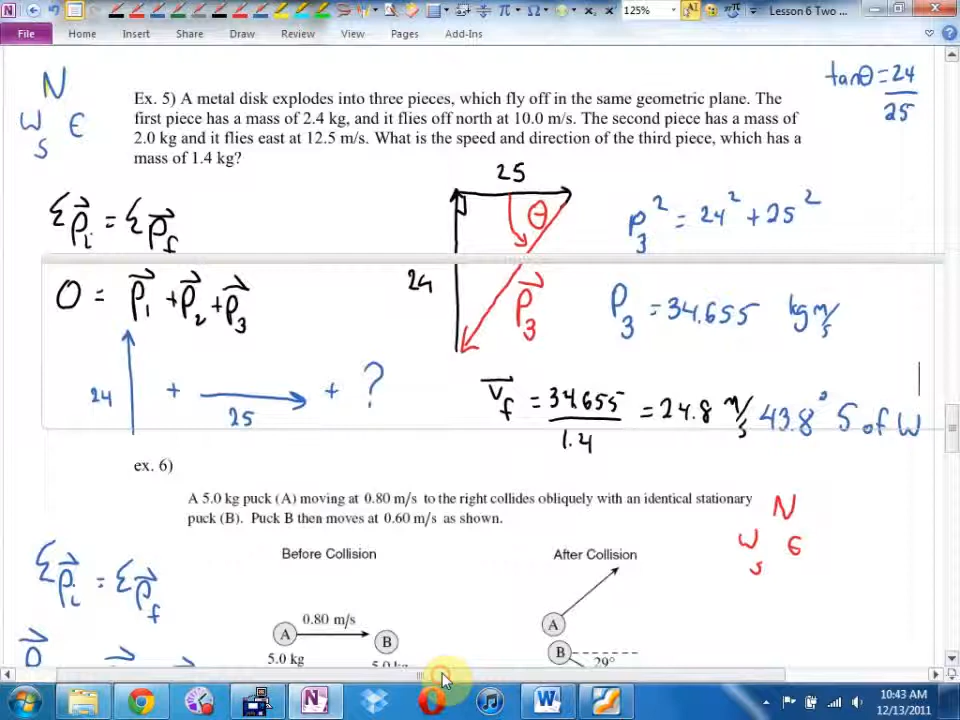 125%
Lesson 6 Two ...
File Home Insert Share Draw Review View Pages Add-Ins
N
W E
S
tanθ = 24
25
Ex. 5) A metal disk explodes into three pieces, which fly off in the same geometric plane. The
first piece has a mass of 2.4 kg, and it flies off north at 10.0 m/s. The second piece has a mass of
2.0 kg and it flies east at 12.5 m/s. What is the speed and direction of the third piece, which has a
mass of 1.4 kg?
25
Σp⃗i = Σp⃗f
θ
p3² = 24² + 25²
24
0 = p⃗1 + p⃗2 + p⃗3
p⃗3
p3 = 34.655 kg m/s
24 + 25 + ?
v⃗f = 34.655 = 24.8 m/s 43.8° S of W
1.4
ex. 6)
A 5.0 kg puck (A) moving at 0.80 m/s to the right collides obliquely with an identical stationary
puck (B). Puck B then moves at 0.60 m/s as shown.
N
W E
S
Before Collision After Collision
Σp⃗i = Σp⃗f
0.80 m/s
A B
A
5.0 kg 5.0 kg
B 29°
10:43 AM
12/13/2011